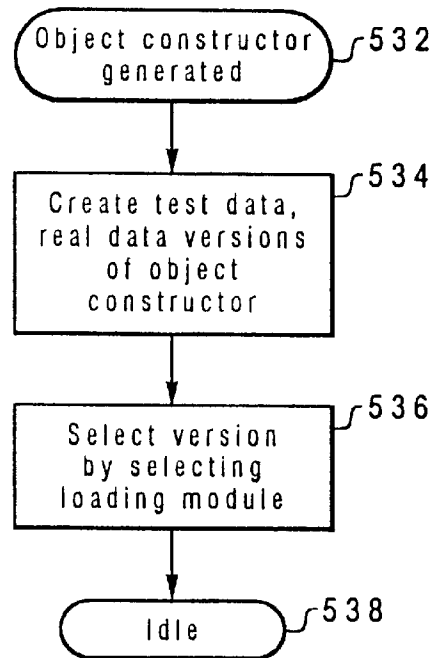 Object constructor
generated
532
534
Create test data,
real data versions
of object
constructor
536
Select version
by selecting
loading module
538
Idle